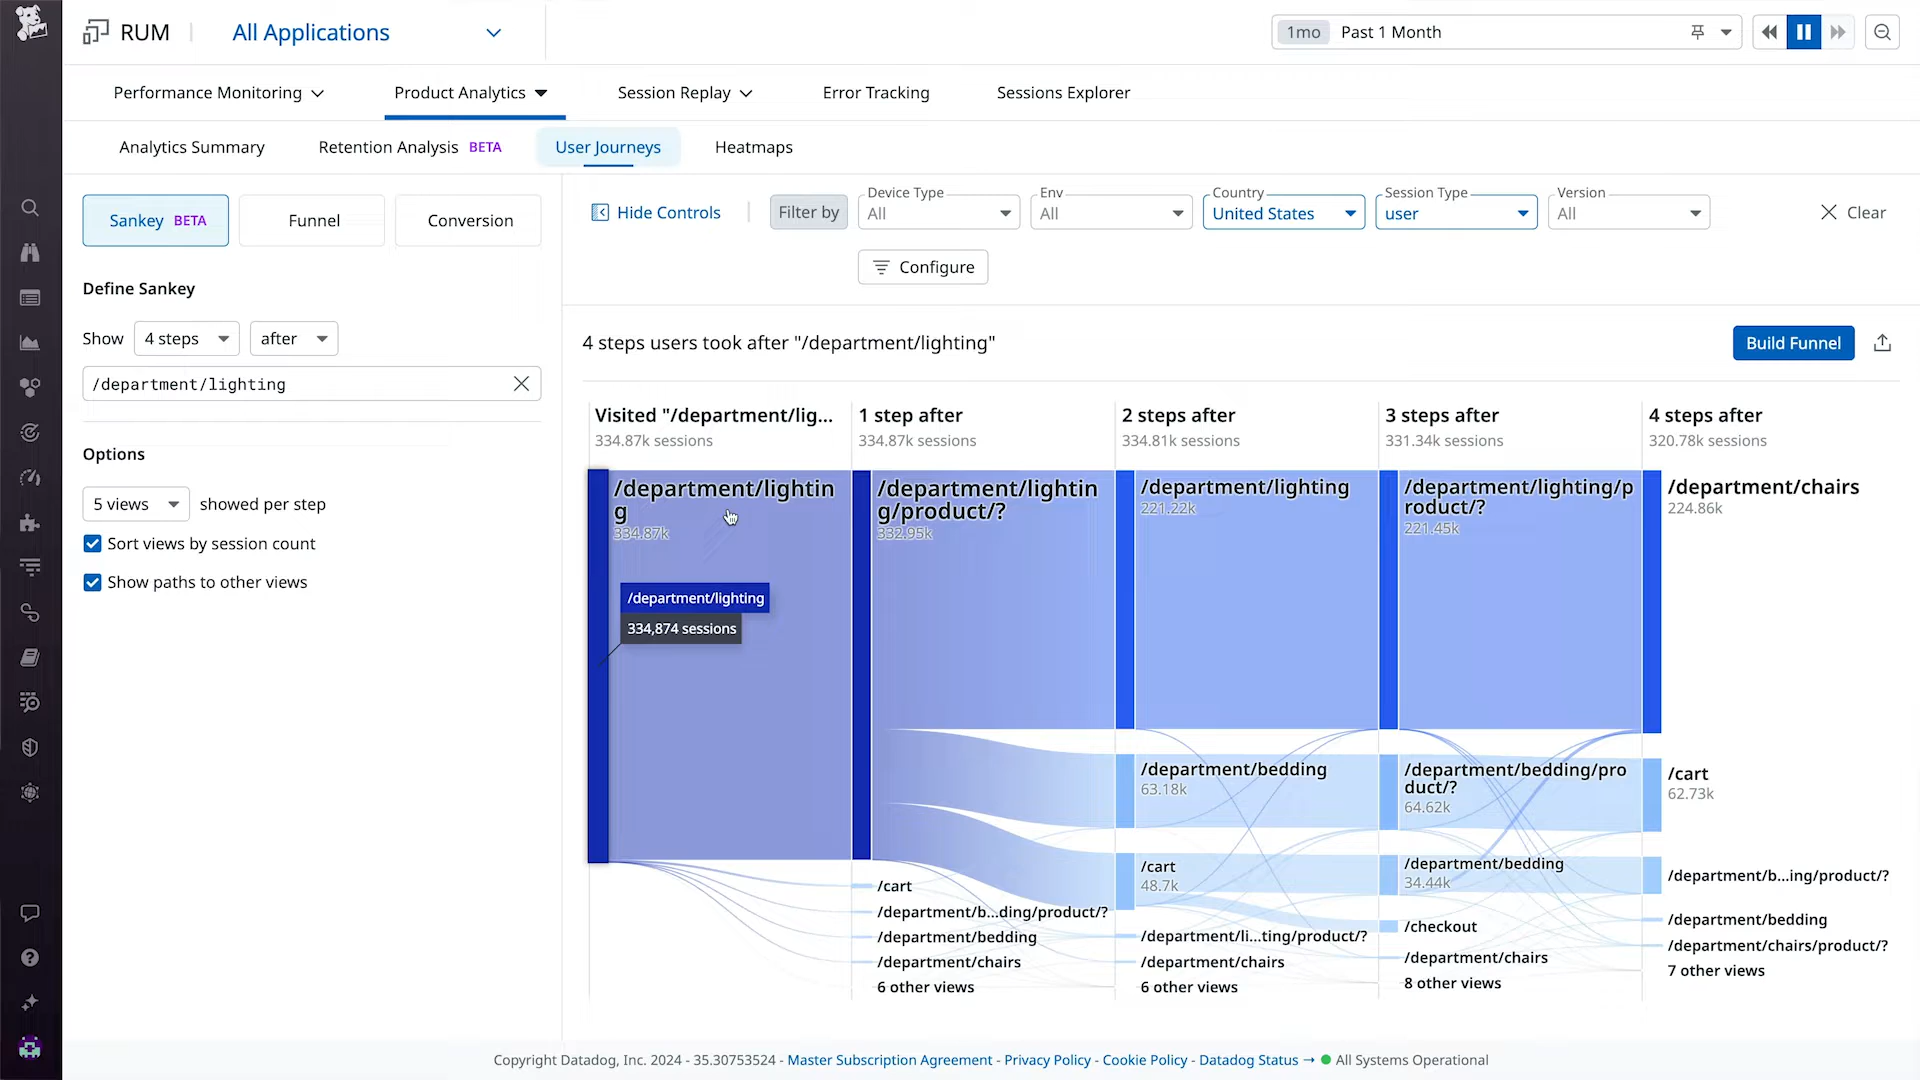 RUM
All Applications
1mo Past 1 Month
Performance Monitoring
Product Analytics
Session Replay
Error Tracking
Sessions Explorer
Analytics Summary
Retention Analysis BETA
User Journeys
Heatmaps
Sankey BETA
Funnel
Conversion
Define Sankey
Show 4 steps after
/department/lighting
Options
5 views showed per step
Sort views by session count
Show paths to other views
Hide Controls
Filter by
Device Type
All
Env
All
Country
United States
Session Type
user
Version
All
Clear
Configure
4 steps users took after "/department/lighting"
Build Funnel
Visited "/department/lig...
334.87k sessions
1 step after
334.87k sessions
2 steps after
334.81k sessions
3 steps after
331.34k sessions
4 steps after
320.78k sessions
/department/lightin
g
334.87k
/department/lighting
334,874 sessions
/department/lightin
g/product/?
332.95k
/cart
/department/b...ding/product/?
/department/bedding
/department/chairs
6 other views
/department/lighting
221.22k
/department/bedding
63.18k
/cart
48.7k
/department/li...ting/product/?
/department/chairs
6 other views
/department/lighting/p
roduct/?
221.45k
/department/bedding/pro
duct/?
64.62k
/department/bedding
34.44k
/checkout
/department/chairs
8 other views
/department/chairs
224.86k
/cart
62.73k
/department/b...ing/product/?
/department/bedding
/department/chairs/product/?
7 other views
Copyright Datadog, Inc. 2024 - 35.30753524 - Master Subscription Agreement - Privacy Policy - Cookie Policy - Datadog Status → All Systems Operational